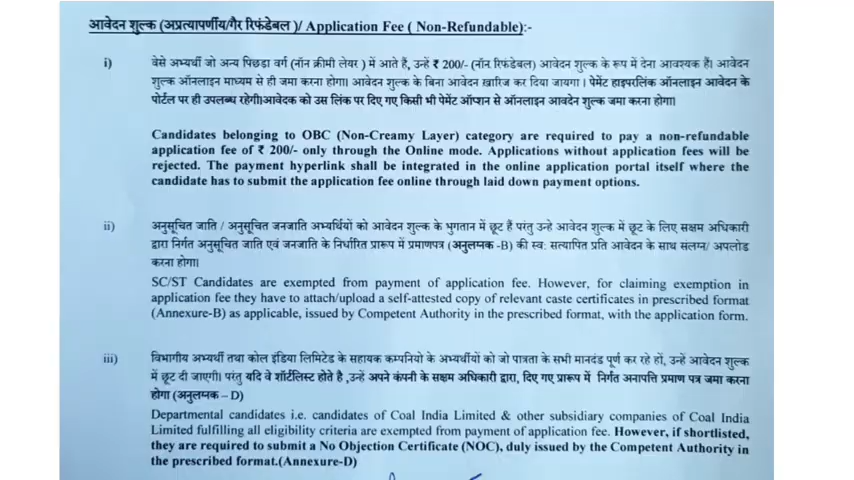 आवेदन शुल्क (अप्रत्यापर्णीय/गैर रिफंडेबल )/ Application Fee ( Non-Refundable):-
i) वेसे अभ्यर्थी जो अन्य पिछडा वर्ग (नॉन क्रीमी लेयर ) में आते हैं, उन्हें ₹ 200/- (नॉन रिफंडेबल) आवेदन शुल्क के रूप में देना आवश्यक हैं। आवेदन
शुल्क ऑनलाइन माध्यम से ही जमा करना होगा। आवेदन शुल्क के बिना आवेदन ख़ारिज कर दिया जायगा । पेमेंट हाइपरलिंक ऑनलाइन आवेदन के
पोर्टल पर ही उपलब्ध रहेगी।आवेदक को उस लिंक पर दिए गए किसी भी पेमेंट ऑप्शन से ऑनलाइन आवदेन शुल्क जमा करना होगा।
Candidates belonging to OBC (Non-Creamy Layer) category are required to pay a non-refundable
application fee of ₹ 200/- only through the Online mode. Applications without application fees will be
rejected. The payment hyperlink shall be integrated in the online application portal itself where the
candidate has to submit the application fee online through laid down payment options.
ii) अनुसूचित जाति / अनुसूचित जनजाति अभ्यर्थियों को आवेदन शुल्क के भुगतान में छूट हैं परंतु उन्हे आवेदन शुल्क में छूट के लिए सक्षम अधिकारी
द्वारा निर्गत अनुसूचित जाति एवं जनजाति के निर्धारित प्रारूप में प्रमाणपत्र (अनुलग्नक -B) की स्व: सत्यापित प्रति आवेदन के साथ संलग्न/ अपलोड
करना होगा।
SC/ST Candidates are exempted from payment of application fee. However, for claiming exemption in
application fee they have to attach/upload a self-attested copy of relevant caste certificates in prescribed format
(Annexure-B) as applicable, issued by Competent Authority in the prescribed format, with the application form.
iii) विभागीय अभ्यर्थी तथा कोल इंडिया लिमिटेड के सहायक कम्पनियो के अभ्यर्थीयों को जो पात्रता के सभी मानदंड पूर्ण कर रहे हों, उन्हें आवेदन शुल्क
में छूट दी जाएगी। परंतु यदि वे शॉर्टलिस्ट होते है ,उन्हें अपने कंपनी के सक्षम अधिकारी द्वारा, दिए गए प्रारूप में निर्गत अनापत्ति प्रमाण पत्र जमा करना
होगा (अनुलग्नक – D)
Departmental candidates i.e. candidates of Coal India Limited & other subsidiary companies of Coal India
Limited fulfilling all eligibility criteria are exempted from payment of application fee. However, if shortlisted,
they are required to submit a No Objection Certificate (NOC), duly issued by the Competent Authority in
the prescribed format.(Annexure-D)